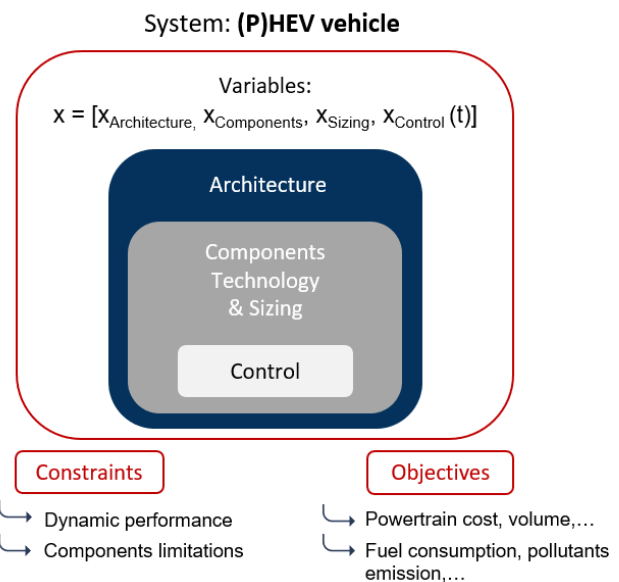 System: (P)HEV vehicle
Variables:
x = [xArchitecture, xComponents, xSizing, xControl (t)]
Architecture
Components
Technology
& Sizing
Control
Constraints
Dynamic performance
Components limitations
Objectives
Powertrain cost, volume,...
Fuel consumption, pollutants
emission,...